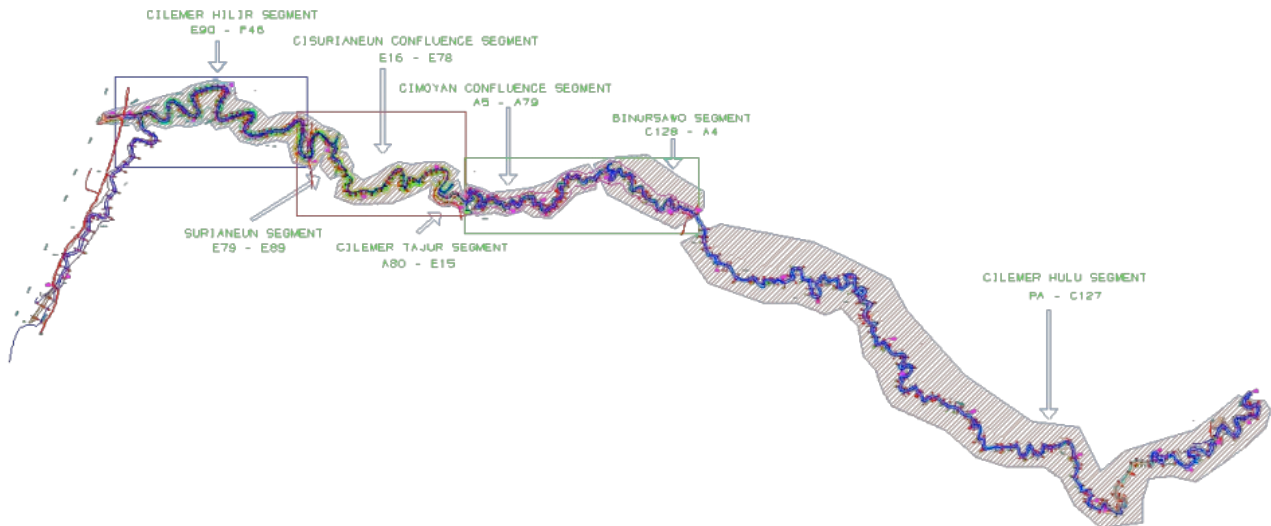 CILEMER HILIR SEGMENT
E90 - F46
CISURIANEUN CONFLUENCE SEGMENT
E16 - E78
CIMOYAN CONFLUENCE SEGMENT
A5 - A79
BINURSAWO SEGMENT
C128 - A4
SURIANEUN SEGMENT
E79 - E89
CILEMER TAJUR SEGMENT
A80 - E15
CILEMER HULU SEGMENT
PA - C127